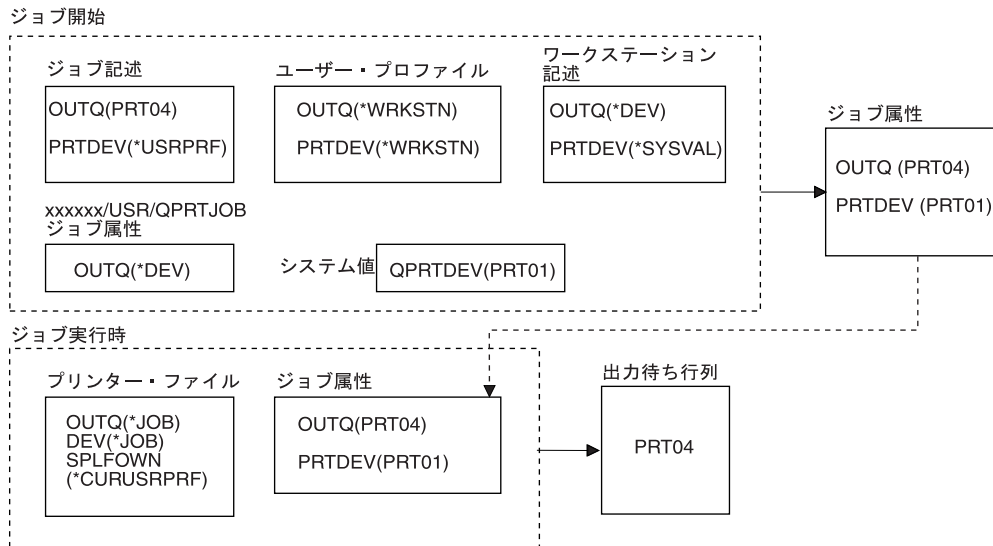 ジョブ開始
ジョブ記述
OUTQ(PRT04)
PRTDEV(*USRPRF)
ユーザー・プロファイル
OUTQ(*WRKSTN)
PRTDEV(*WRKSTN)
ワークステーション
記述
OUTQ(*DEV)
PRTDEV(*SYSVAL)
ジョブ属性
OUTQ (PRT04)
PRTDEV (PRT01)
xxxxxx/USR/QPRTJOB
ジョブ属性
OUTQ(*DEV)
システム値
QPRTDEV(PRT01)
ジョブ実行時
プリンター・ファイル
OUTQ(*JOB)
DEV(*JOB)
SPLFOWN
(*CURUSRPRF)
ジョブ属性
OUTQ(PRT04)
PRTDEV(PRT01)
出力待ち行列
PRT04